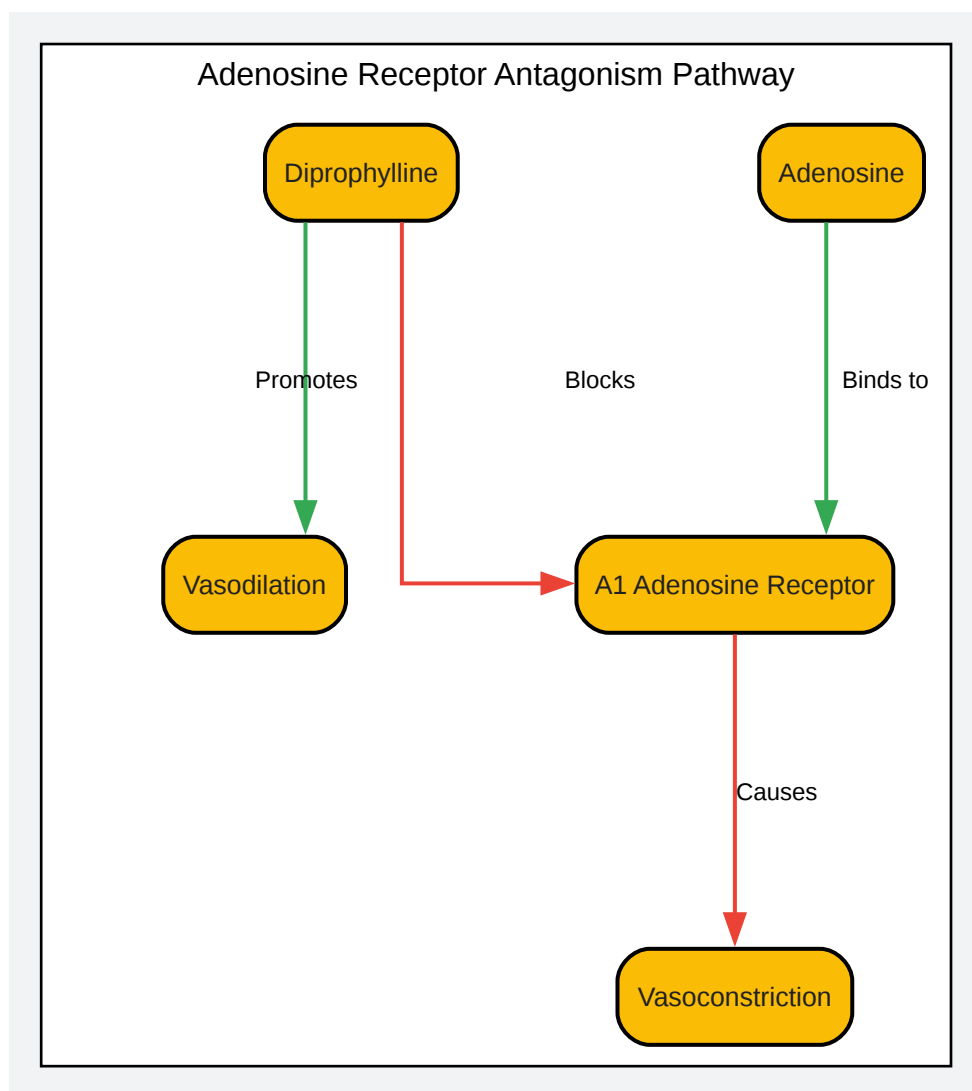 Adenosine Receptor Antagonism Pathway
Diprophylline
Adenosine
Promotes
Blocks
Binds to
Vasodilation
A1 Adenosine Receptor
Causes
Vasoconstriction